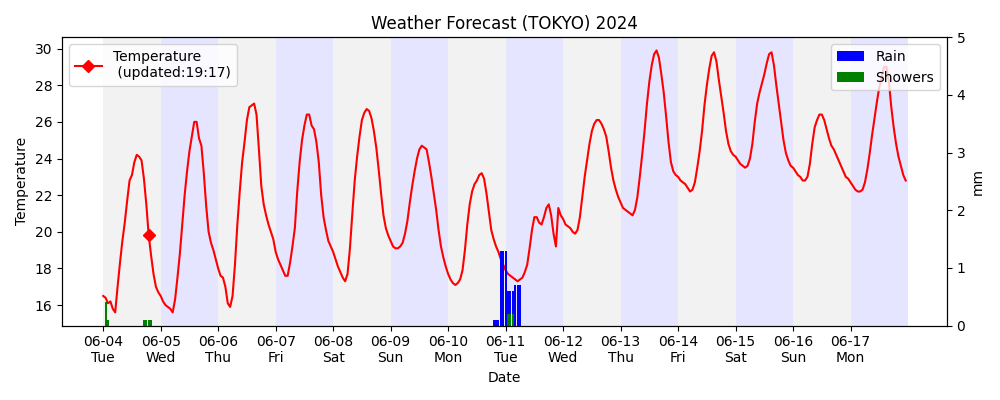 Weather Forecast (TOKYO) 2024
Temperature
(updated:19:17)
Rain
Showers
Temperature
30
28
26
24
22
20
18
16
5
4
3
2
1
0
mm
06-04 06-05 06-06 06-07 06-08 06-09 06-10 06-11 06-12 06-13 06-14 06-15 06-16 06-17
Tue Wed Thu Fri Sat Sun Mon Tue Wed Thu Fri Sat Sun Mon
Date